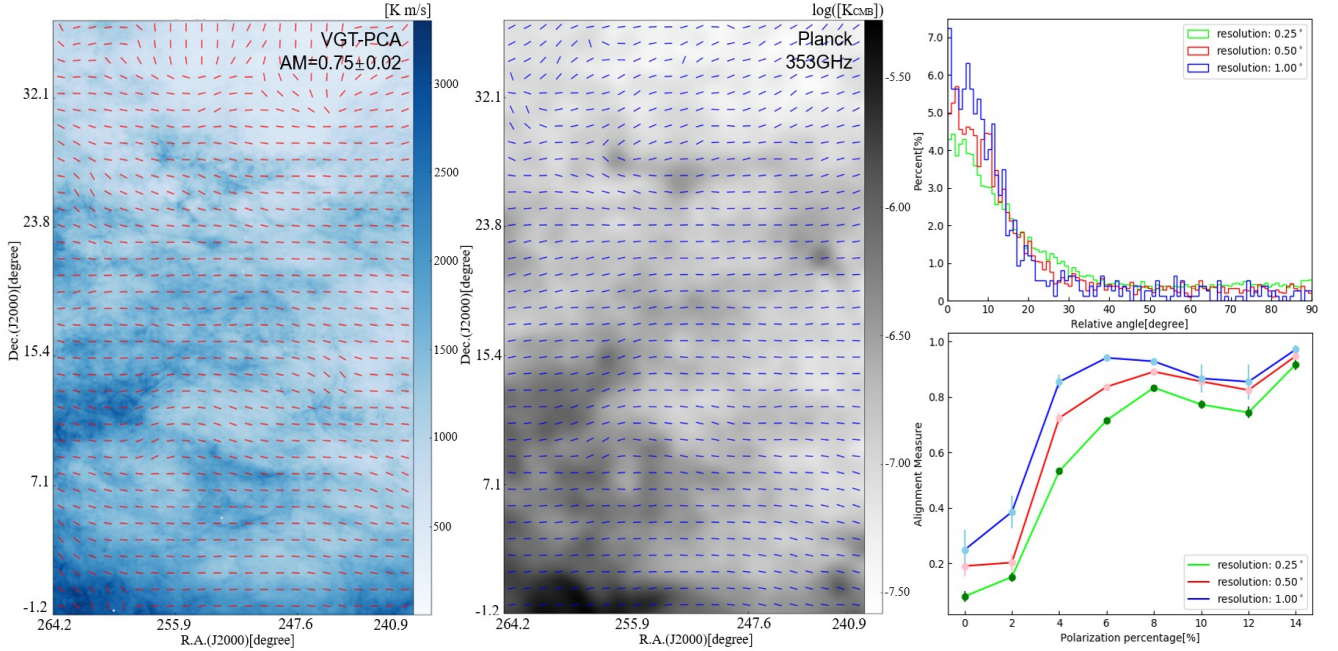 [K m/s]
VGT-PCA
AM=0.75±0.02
3000
2500
2000
1500
1000
500
32.1
23.8
15.4
7.1
-1.2
Dec.(J2000)[degree]
264.2
255.9
247.6
240.9
R.A.(J2000)[degree]
log([KCMB])
Planck
353GHz
-5.50
-6.00
-6.50
-7.00
-7.50
32.1
23.8
15.4
7.1
-1.2
Dec.(J2000)[degree]
264.2
255.9
247.6
240.9
R.A.(J2000)[degree]
resolution: 0.25°
resolution: 0.50°
resolution: 1.00°
7.0
6.0
5.0
4.0
3.0
2.0
1.0
0
Percent[%]
0 10 20 30 40 50 60 70 80 90
Relative angle[degree]
1.0
0.8
0.6
0.4
0.2
Alignment Measure
resolution: 0.25°
resolution: 0.50°
resolution: 1.00°
0 2 4 6 8 10 12 14
Polarization percentage[%]